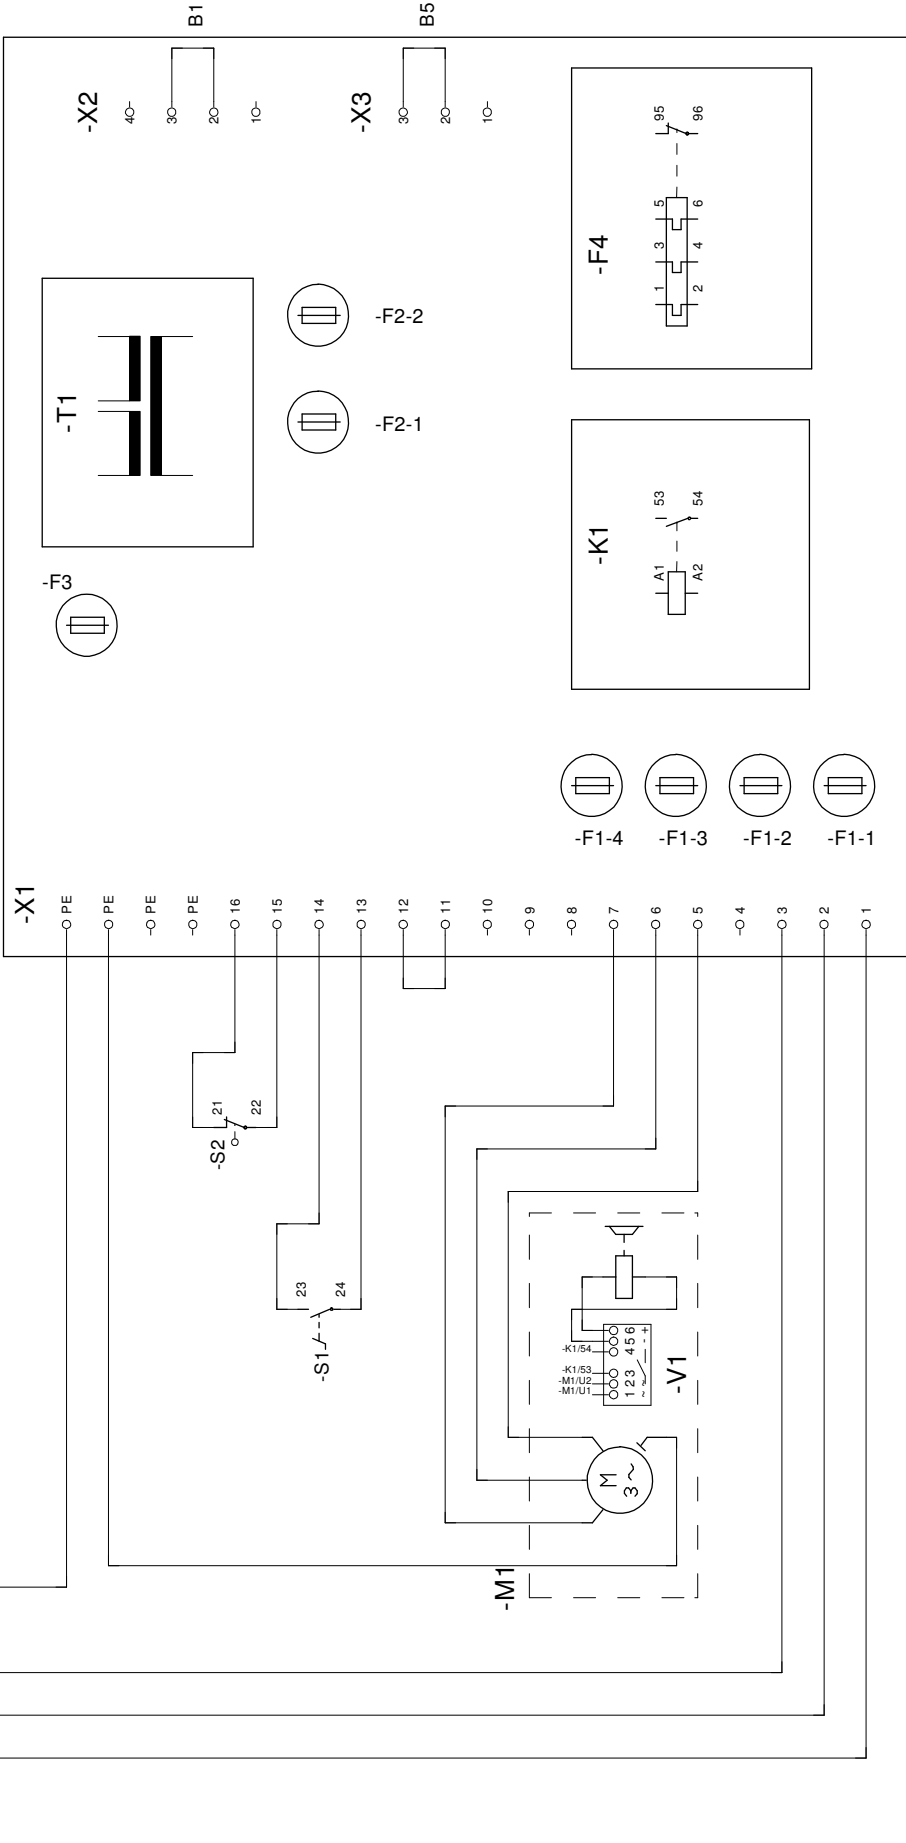 B1
B5
-X2
4
3
2
1
-X3
3
2
1
-F4
95
96
5
6
3
4
1
2
-T1
-F2-2
-F2-1
-K1
53
54
A1
A2
-F3
-F1-4
-F1-3
-F1-2
-F1-1
-X1
PE
PE
PE
PE
16
15
14
13
12
11
10
9
8
7
6
5
4
3
2
1
-S2
21
22
-S1
23
24
-K1/54
-K1/53
-M1/U2
-M1/U1
1 2 3 4 5 6
~ ~ - +
-V1
M
3~
-M1